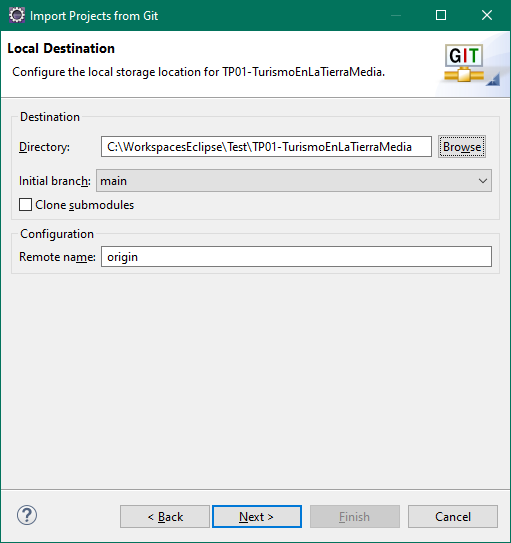 Import Projects from Git
Local Destination
Configure the local storage location for TP01-TurismoEnLaTierraMedia.
GIT
Destination
Directory: C:\WorkspacesEclipse\Test\TP01-TurismoEnLaTierraMedia Browse
Initial branch: main
Clone submodules
Configuration
Remote name: origin
? < Back Next > Finish Cancel